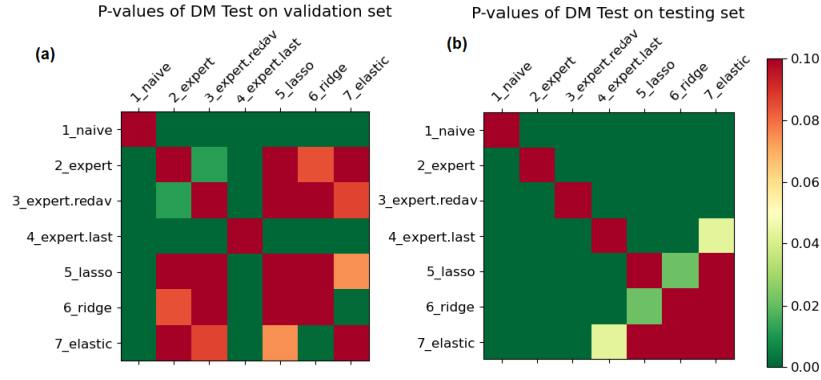 P-values of DM Test on validation set
P-values of DM Test on testing set
(a)
1_naive
2_expert
3_expert.redav
4_expert.last
5_lasso
6_ridge
7_elastic
1_naive
2_expert
3_expert.redav
4_expert.last
5_lasso
6_ridge
7_elastic
(b)
1_naive
2_expert
3_expert.redav
4_expert.last
5_lasso
6_ridge
7_elastic
1_naive
2_expert
3_expert.redav
4_expert.last
5_lasso
6_ridge
7_elastic
0.10
0.08
0.06
0.04
0.02
0.00